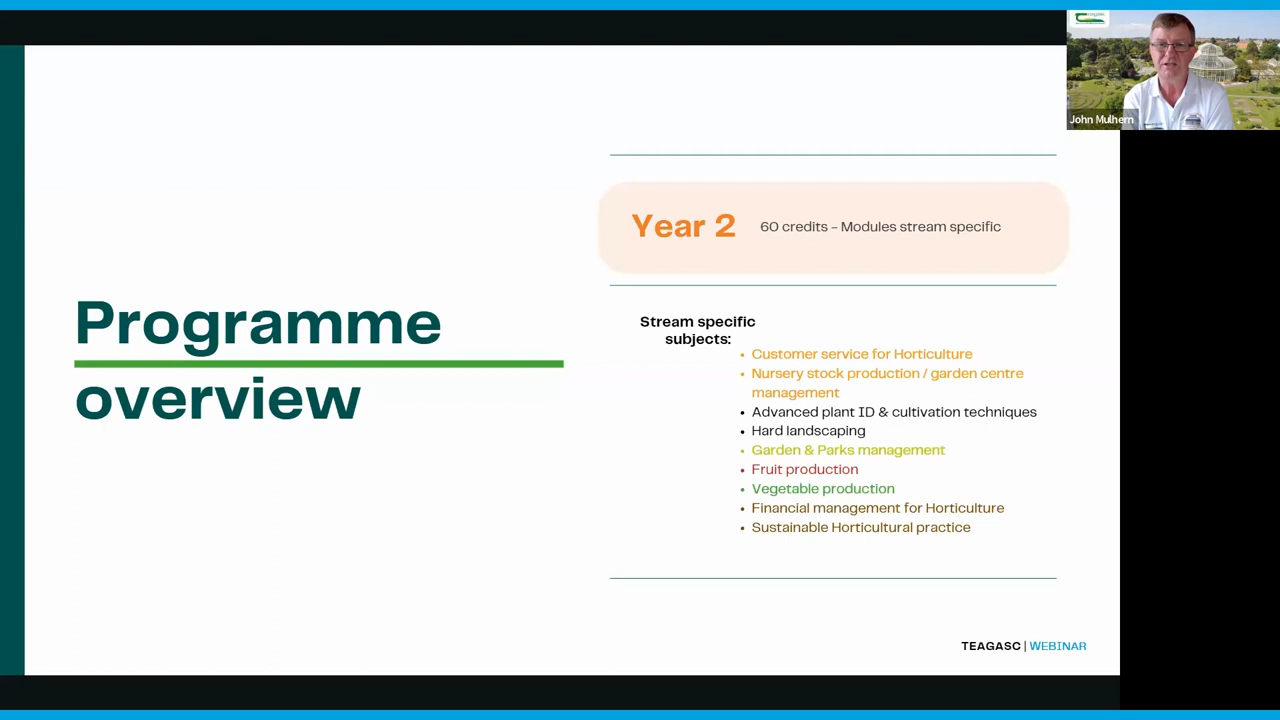 John Mulhern
Year 2
60 credits - Modules stream specific
Programme
overview
Stream specific
subjects:
• Customer service for Horticulture
• Nursery stock production / garden centre
management
• Advanced plant ID & cultivation techniques
• Hard landscaping
• Garden & Parks management
• Fruit production
• Vegetable production
• Financial management for Horticulture
• Sustainable Horticultural practice
TEAGASC | WEBINAR